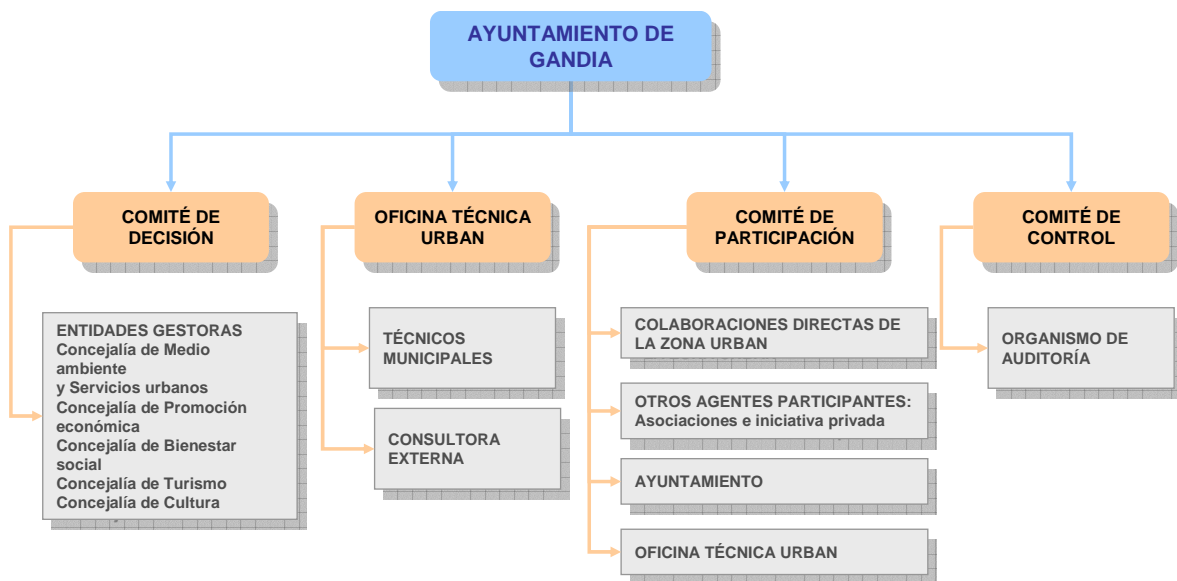 AYUNTAMIENTO DE
GANDIA
COMITÉ DE
DECISIÓN
OFICINA TÉCNICA
URBAN
COMITÉ DE
PARTICIPACIÓN
COMITÉ DE
CONTROL
ENTIDADES GESTORAS
Concejalía de Medio
ambiente
y Servicios urbanos
Concejalía de Promoción
económica
Concejalía de Bienestar
social
Concejalía de Turismo
Concejalía de Cultura
TÉCNICOS
MUNICIPALES
CONSULTORA
EXTERNA
COLABORACIONES DIRECTAS DE
LA ZONA URBAN
OTROS AGENTES PARTICIPANTES:
Asociaciones e iniciativa privada
AYUNTAMIENTO
OFICINA TÉCNICA URBAN
ORGANISMO DE
AUDITORÍA